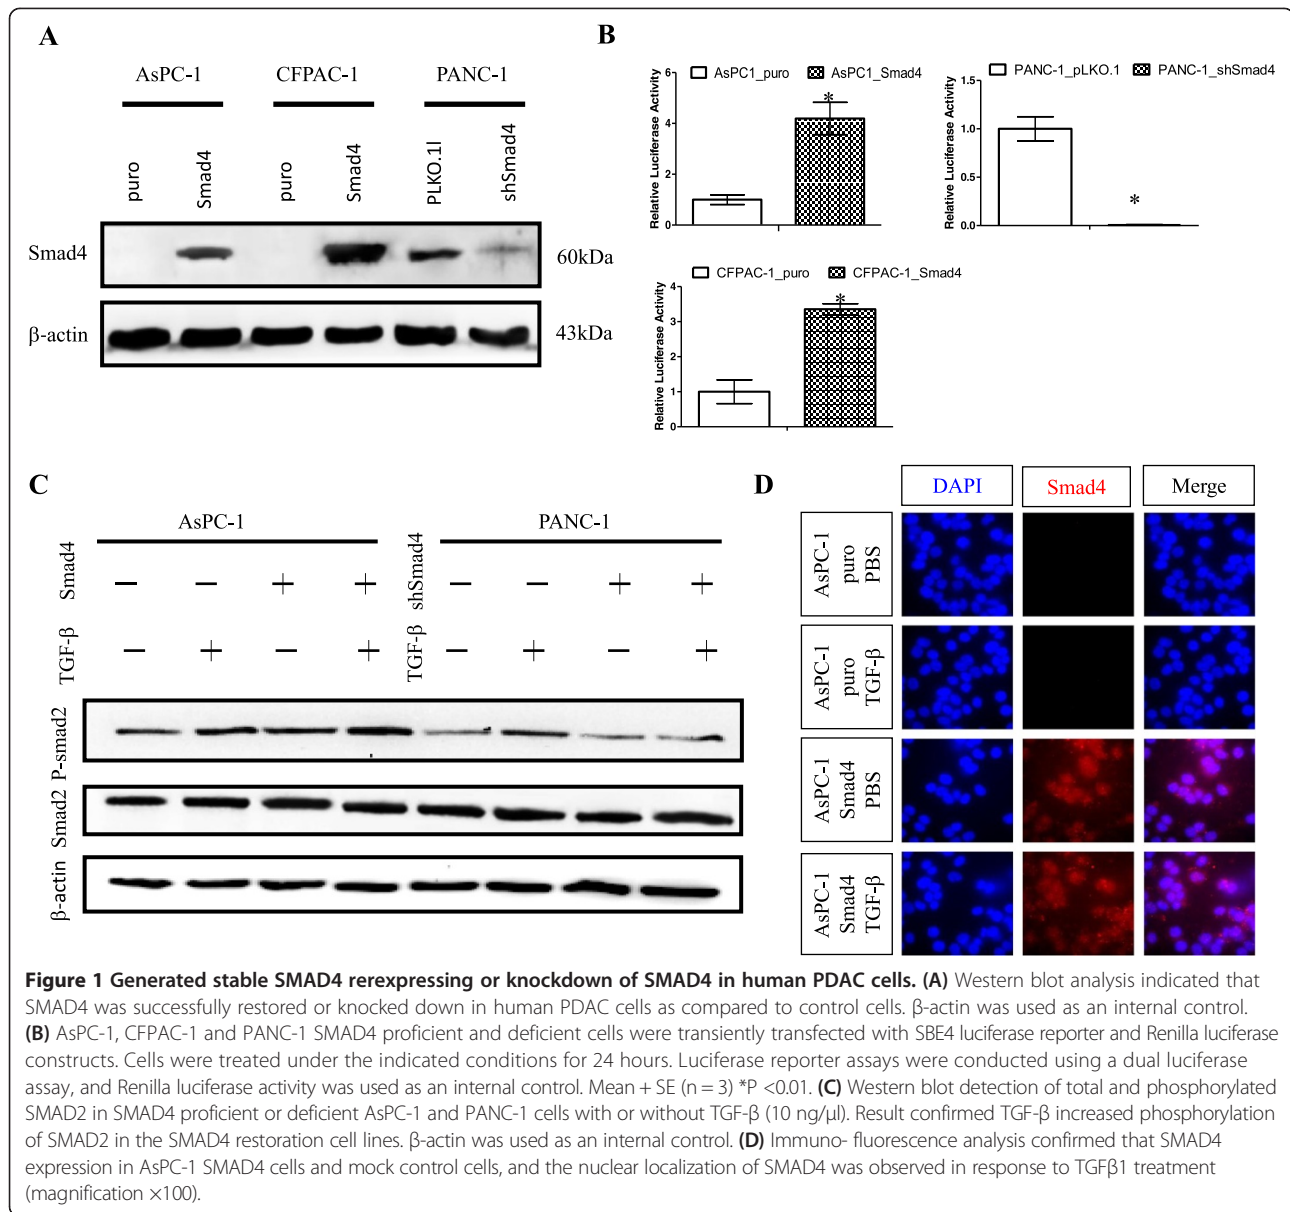 A
AsPC-1
CFPAC-1
PANC-1
puro
Smad4
puro
Smad4
PLKO.1l
shSmad4
Smad4
60kDa
β-actin
43kDa
B
AsPC1_puro
AsPC1_Smad4
Relative Luciferase Activity
6
4
2
0
*
PANC-1_pLKO.1
PANC-1_shSmad4
Relative Luciferase Activity
1.5
1.0
0.5
0.0
*
CFPAC-1_puro
CFPAC-1_Smad4
Relative Luciferase Activity
4
3
2
1
0
*
C
AsPC-1
PANC-1
Smad4
− − + +
shSmad4
− − + +
TGF-β
− + − +
TGF-β
− + − +
P-smad2
Smad2
β-actin
D
DAPI
Smad4
Merge
AsPC-1
puro
PBS
AsPC-1
puro
TGF-β
AsPC-1
Smad4
PBS
AsPC-1
Smad4
TGF-β
Figure 1 Generated stable SMAD4 rerexpressing or knockdown of SMAD4 in human PDAC cells. (A) Western blot analysis indicated that
SMAD4 was successfully restored or knocked down in human PDAC cells as compared to control cells. β-actin was used as an internal control.
(B) AsPC-1, CFPAC-1 and PANC-1 SMAD4 proficient and deficient cells were transiently transfected with SBE4 luciferase reporter and Renilla luciferase
constructs. Cells were treated under the indicated conditions for 24 hours. Luciferase reporter assays were conducted using a dual luciferase
assay, and Renilla luciferase activity was used as an internal control. Mean + SE (n = 3) *P <0.01. (C) Western blot detection of total and phosphorylated
SMAD2 in SMAD4 proficient or deficient AsPC-1 and PANC-1 cells with or without TGF-β (10 ng/μl). Result confirmed TGF-β increased phosphorylation
of SMAD2 in the SMAD4 restoration cell lines. β-actin was used as an internal control. (D) Immuno- fluorescence analysis confirmed that SMAD4
expression in AsPC-1 SMAD4 cells and mock control cells, and the nuclear localization of SMAD4 was observed in response to TGFβ1 treatment
(magnification ×100).